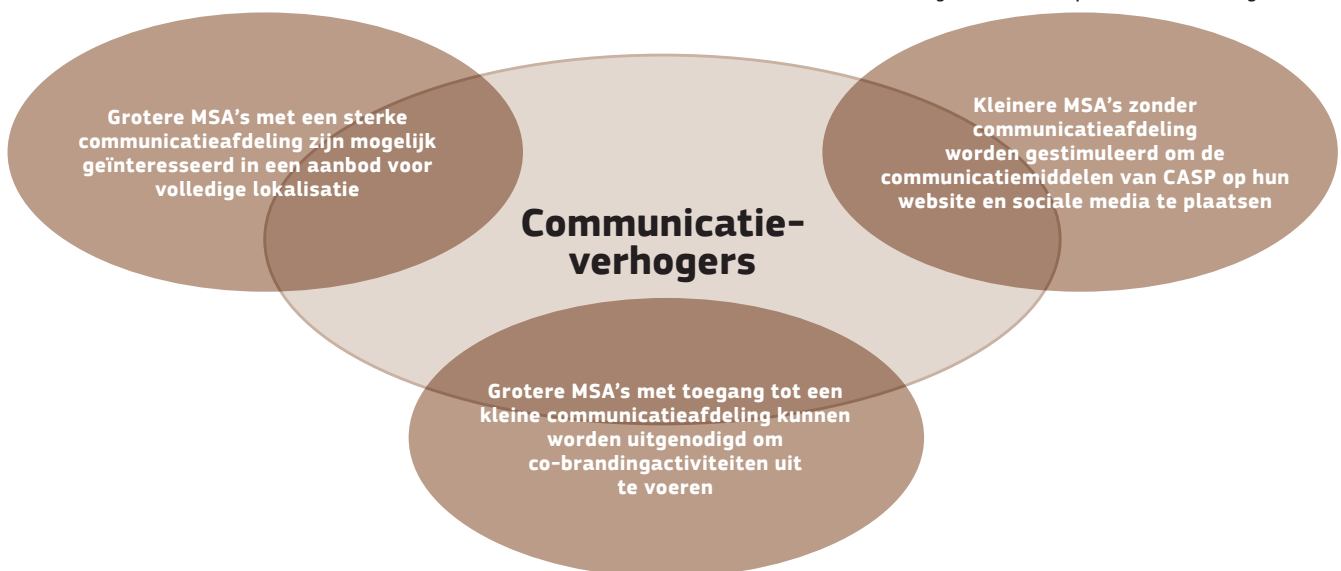 Grotere MSA's met een sterke
communicatieafdeling zijn mogelijk
geïnteresseerd in een aanbod voor
volledige lokalisatie
Kleinere MSA's zonder
communicatieafdeling
worden gestimuleerd om de
communicatiemiddelen van CASP op hun
website en sociale media te plaatsen
Communicatie-
verhogers
Grotere MSA's met toegang tot een
kleine communicatieafdeling kunnen
worden uitgenodigd om
co-brandingactiviteiten uit
te voeren